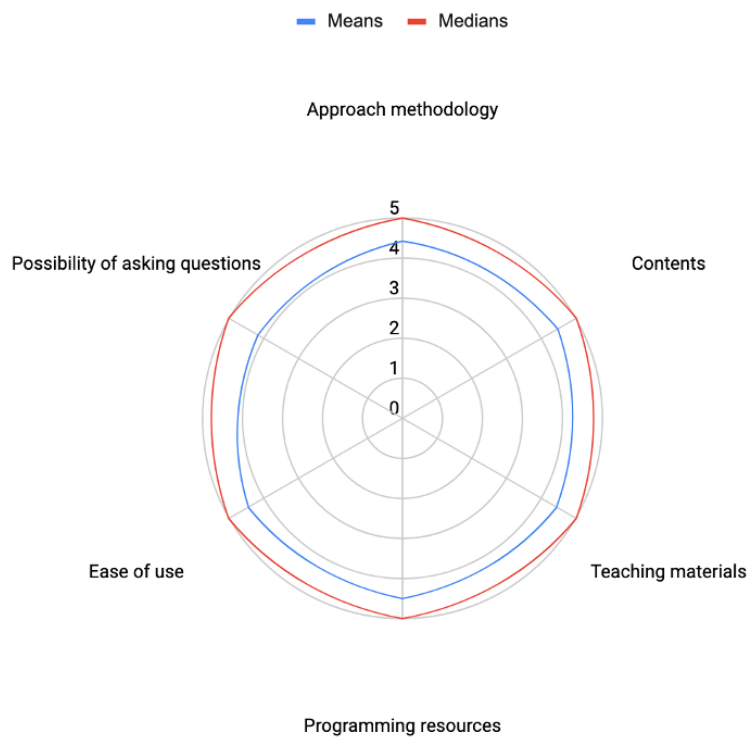 Means Medians
Approach methodology
5
Possibility of asking questions
Contents
4
3
2
1
0
Ease of use
Teaching materials
Programming resources